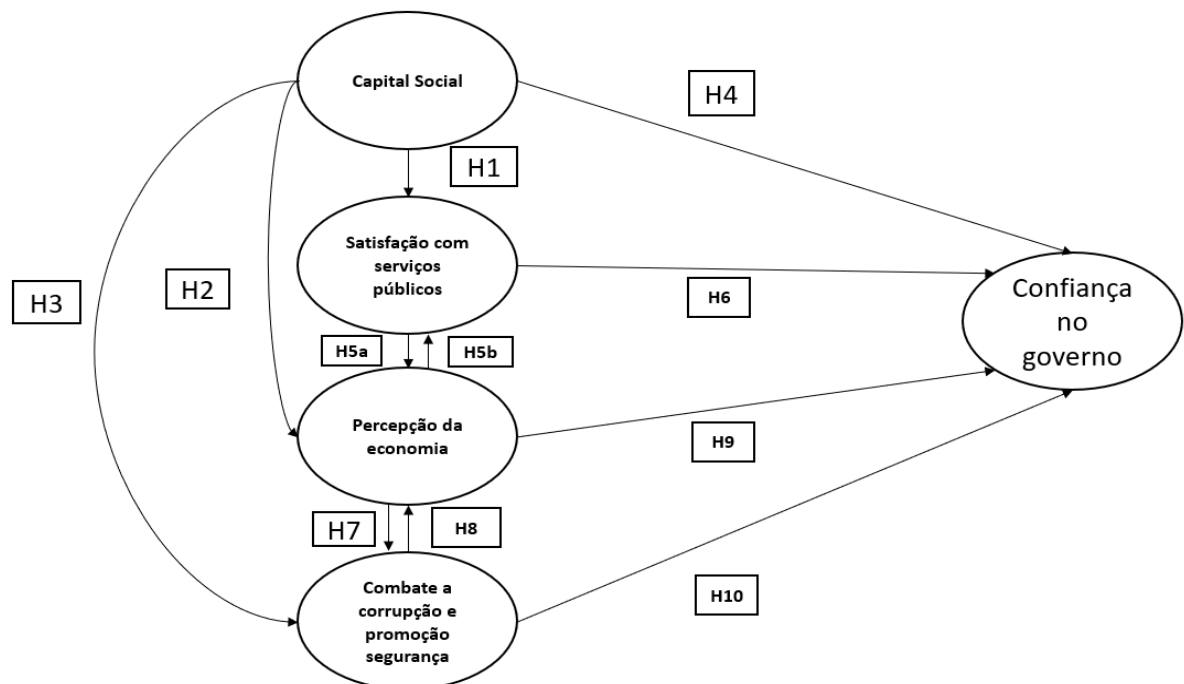 Capital Social
H4
H1
Satisfação com
serviços
públicos
H3
H2
H6
Confiança
no
governo
H5a
H5b
Percepção da
economia
H9
H7
H8
Combate a
corrupção e
promoção
segurança
H10